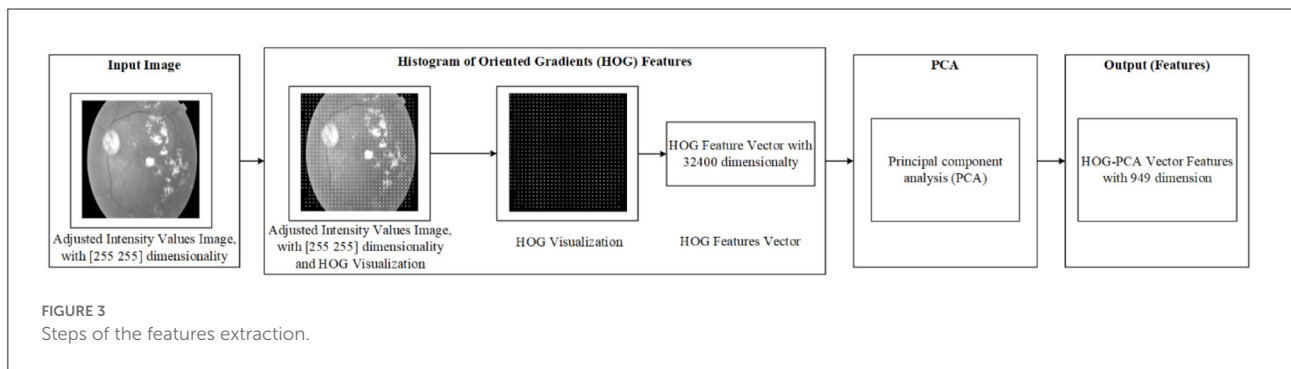 Input Image
Adjusted Intensity Values Image,
with [255 255] dimensionality
Histogram of Oriented Gradients (HOG) Features
Adjusted Intensity Values Image,
with [255 255] dimensionality
and HOG Visualization
HOG Visualization
HOG Feature Vector with
32400 dimensionalty
HOG Features Vector
PCA
Principal component
analysis (PCA)
Output (Features)
HOG-PCA Vector Features
with 949 dimension
FIGURE 3
Steps of the features extraction.